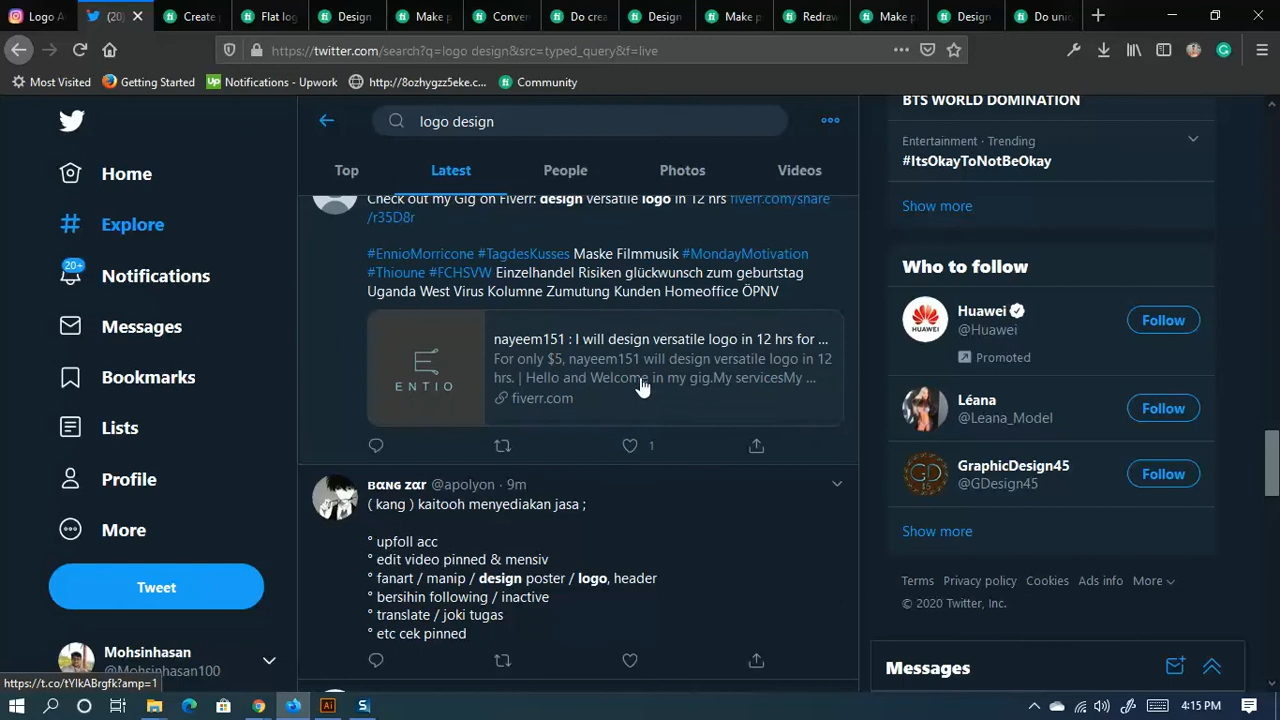 Logo A
(20)
Create p
Flat log
Design
Make p
Conver
Do crea
Design
Make p
Redraw
Make p
Design
Do uniq
https://twitter.com/search?q=logo design&src=typed_query&f=live
Most Visited
Getting Started
Notifications - Upwork
http://8ozhygzz5eke.c...
Community
logo design
Top
Latest
People
Photos
Videos
Home
Explore
20+
Notifications
Messages
Bookmarks
Lists
Profile
More
Tweet
Mohsinhasan
@Mohsinhasan100
Check out my Gig on Fiverr: design versatile logo in 12 hrs fiverr.com/share
/r35D8r
#EnnioMorricone #TagdesKusses Maske Filmmusik #MondayMotivation
#Thioune #FCHSVW Einzelhandel Risiken glückwunsch zum geburtstag
Uganda West Virus Kolumne Zumutung Kunden Homeoffice ÖPNV
ENTIO
nayeem151 : I will design versatile logo in 12 hrs for ...
For only $5, nayeem151 will design versatile logo in 12
hrs. | Hello and Welcome in my gig.My servicesMy ...
fiverr.com
1
вαɴɢ zαr @apolyon · 9m
( kang ) kaitooh menyediakan jasa ;
° upfoll acc
° edit video pinned & mensiv
° fanart / manip / design poster / logo, header
° bersihin following / inactive
° translate / joki tugas
° etc cek pinned
BTS WORLD DOMINATION
Entertainment · Trending
#ItsOkayToNotBeOkay
Show more
Who to follow
Huawei
@Huawei
Promoted
Follow
Léana
@Leana_Model
Follow
GD
45
GraphicDesign45
@GDesign45
Follow
Show more
Terms Privacy policy Cookies Ads info More
© 2020 Twitter, Inc.
Messages
https://t.co/tYlkABrgfk?amp=1
Ai
S
4:15 PM